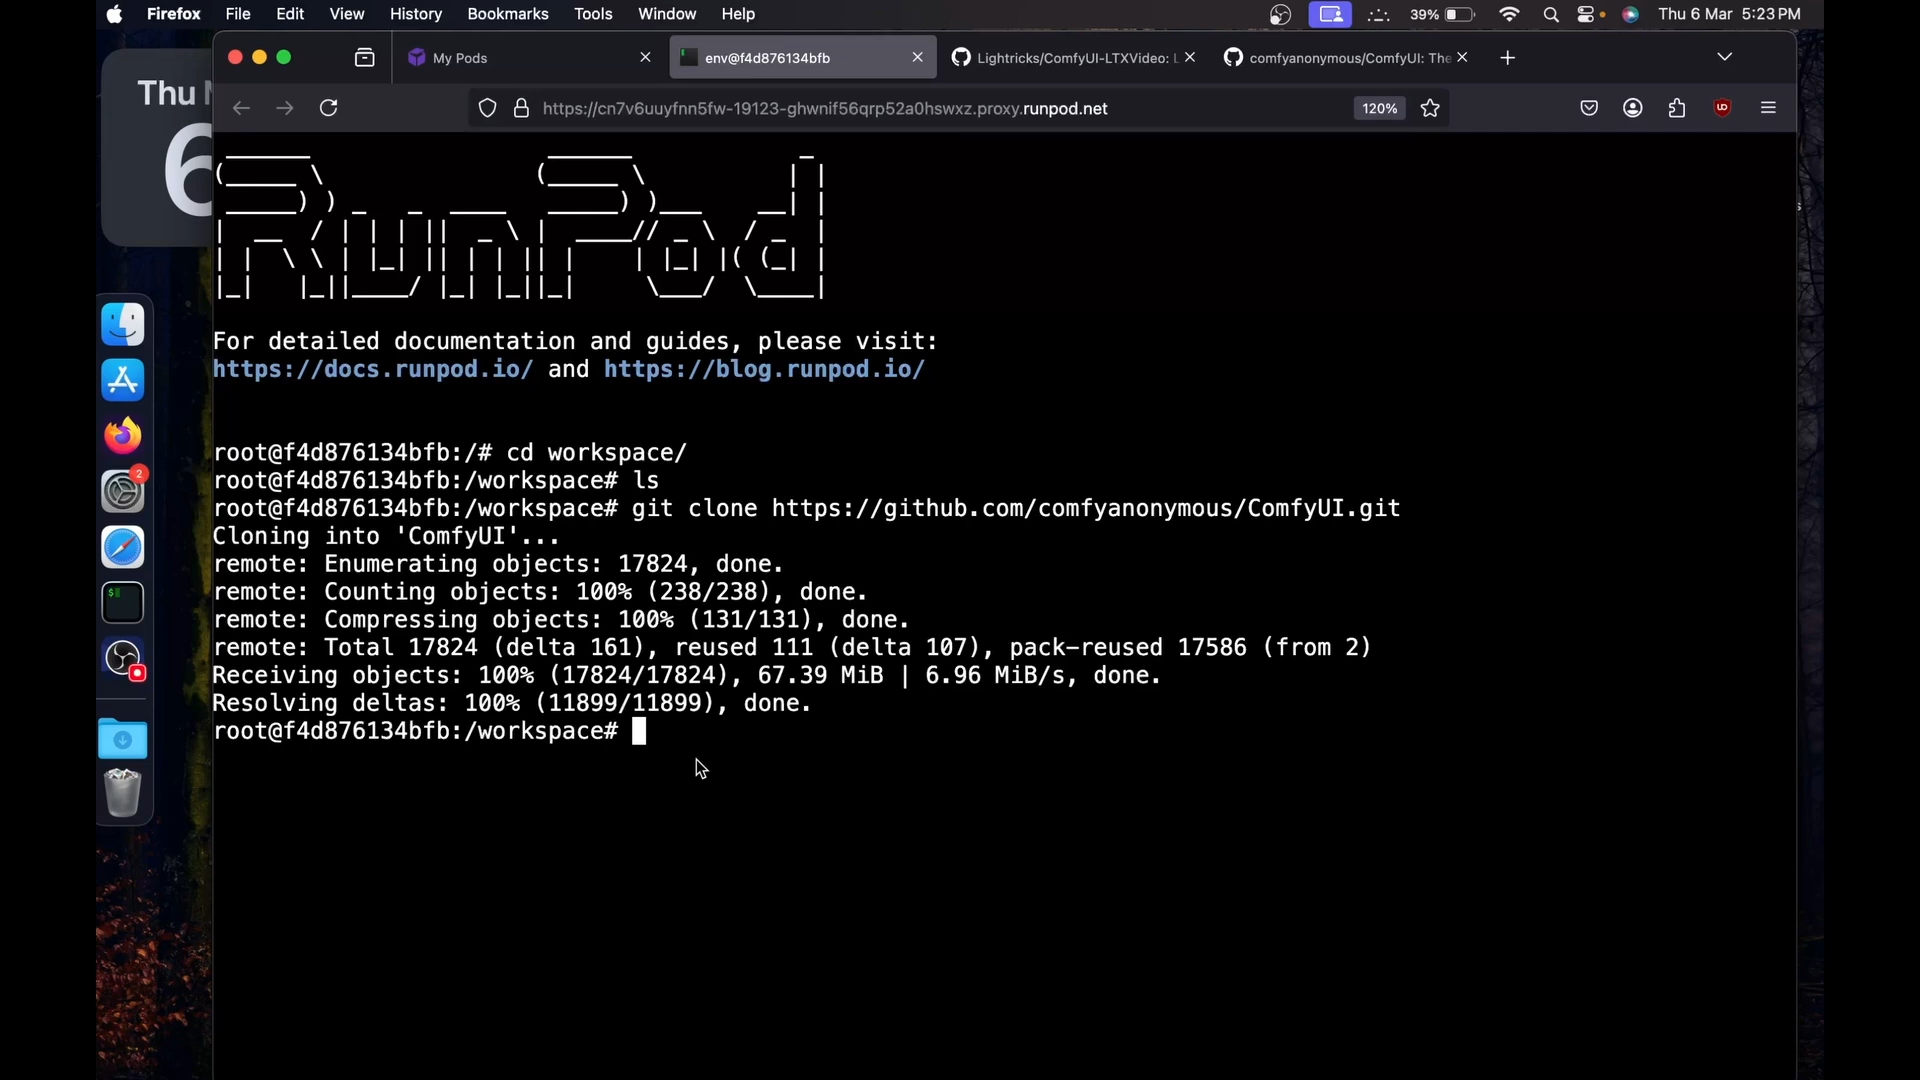 Firefox File Edit View History Bookmarks Tools Window Help 39% Thu 6 Mar 5:23 PM
Thu
6
My Pods
env@f4d876134bfb
Lightricks/ComfyUI-LTXVideo: L
comfyanonymous/ComfyUI: The
https://cn7v6uuyfnn5fw-19123-ghwnif56qrp52a0hswxz.proxy.runpod.net 120%
RunPod
For detailed documentation and guides, please visit:
https://docs.runpod.io/ and https://blog.runpod.io/
root@f4d876134bfb:/# cd workspace/
root@f4d876134bfb:/workspace# ls
root@f4d876134bfb:/workspace# git clone https://github.com/comfyanonymous/ComfyUI.git
Cloning into 'ComfyUI'...
remote: Enumerating objects: 17824, done.
remote: Counting objects: 100% (238/238), done.
remote: Compressing objects: 100% (131/131), done.
remote: Total 17824 (delta 161), reused 111 (delta 107), pack-reused 17586 (from 2)
Receiving objects: 100% (17824/17824), 67.39 MiB | 6.96 MiB/s, done.
Resolving deltas: 100% (11899/11899), done.
root@f4d876134bfb:/workspace#
2